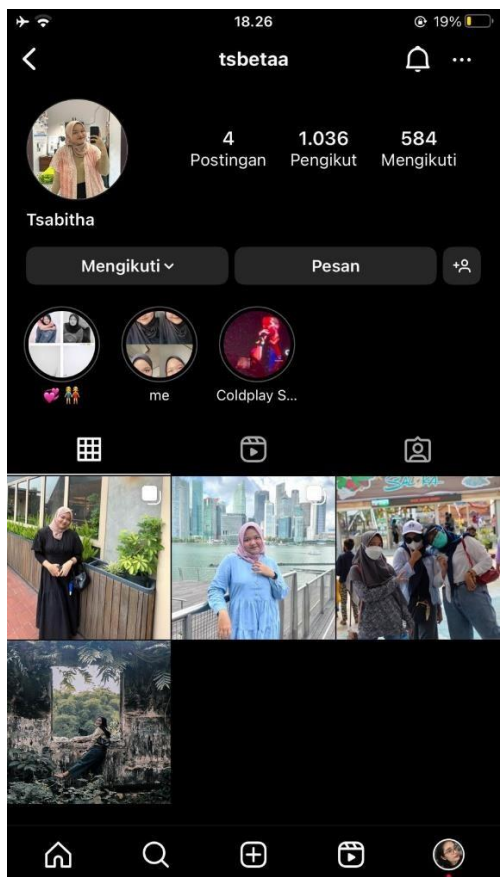 18.26
19%
tsbetaa
4 1.036 584
Postingan Pengikut Mengikuti
Tsabitha
Mengikuti Pesan
me Coldplay S...